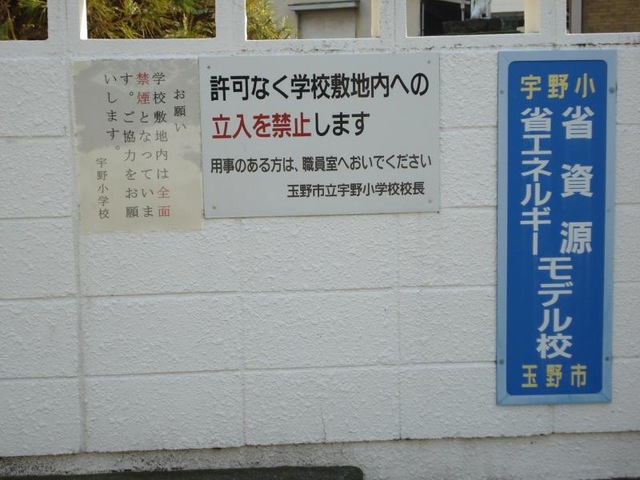 お願い
学校敷地内は全面
禁煙となっていま
す。ご協力をお願
いします。
宇野小学校
許可なく学校敷地内への
立入を禁止します
用事のある方は、職員室へおいでください
玉野市立宇野小学校校長
宇野小
省資源
省エネルギーモデル校
玉野市